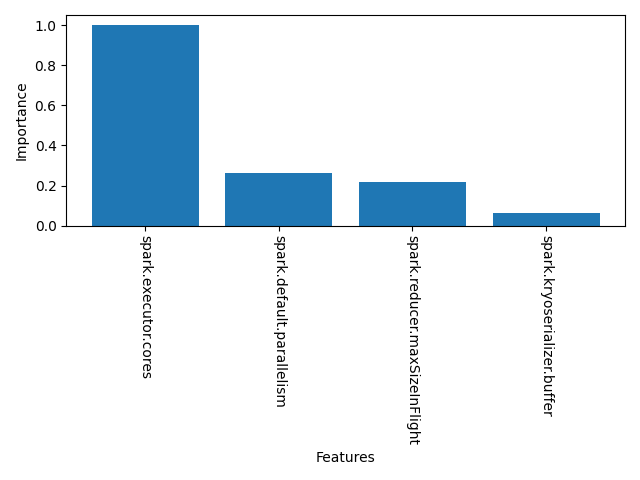 Importance
1.0
0.8
0.6
0.4
0.2
0.0
spark.executor.cores
spark.default.parallelism
spark.reducer.maxSizeInFlight
spark.kryoserializer.buffer
Features